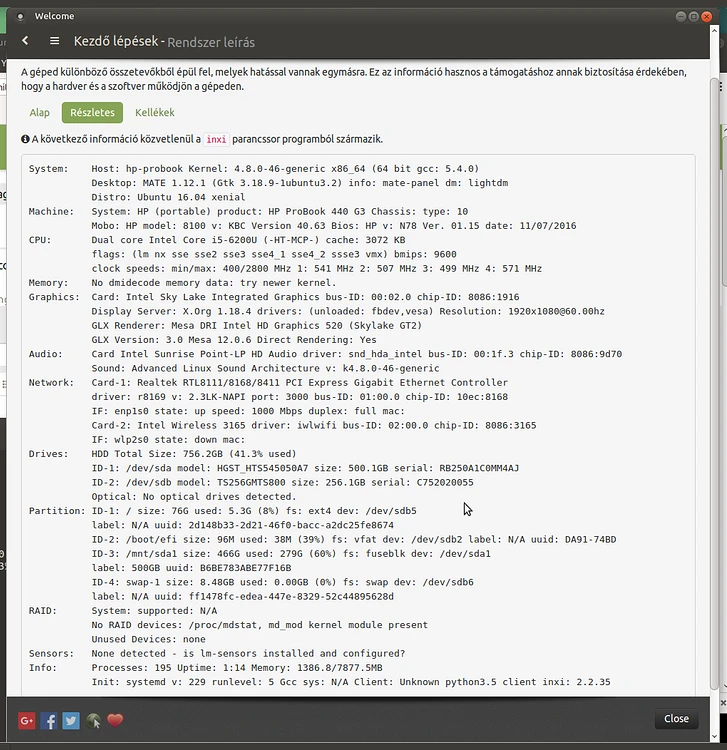 Welcome
Kezdő lépések - Rendszer leírás
A géped különböző összetevőkből épül fel, melyek hatással vannak egymásra. Ez az információ hasznos a támogatáshoz annak biztosítása érdekében,
hogy a hardver és a szoftver működjön a gépeden.
Alap Részletes Kellékek
A következő információ közvetlenül a inxi parancssor programból származik.
System: Host: hp-probook Kernel: 4.8.0-46-generic x86_64 (64 bit gcc: 5.4.0)
Desktop: MATE 1.12.1 (Gtk 3.18.9-1ubuntu3.2) info: mate-panel dm: lightdm
Distro: Ubuntu 16.04 xenial
Machine: System: HP (portable) product: HP ProBook 440 G3 Chassis: type: 10
Mobo: HP model: 8100 v: KBC Version 40.63 Bios: HP v: N78 Ver. 01.15 date: 11/07/2016
CPU: Dual core Intel Core i5-6200U (-HT-MCP-) cache: 3072 KB
flags: (lm nx sse sse2 sse3 sse4_1 sse4_2 ssse3 vmx) bmips: 9600
clock speeds: min/max: 400/2800 MHz 1: 541 MHz 2: 507 MHz 3: 499 MHz 4: 571 MHz
Memory: No dmidecode memory data: try newer kernel.
Graphics: Card: Intel Sky Lake Integrated Graphics bus-ID: 00:02.0 chip-ID: 8086:1916
Display Server: X.Org 1.18.4 drivers: (unloaded: fbdev,vesa) Resolution: 1920x1080@60.00hz
GLX Renderer: Mesa DRI Intel HD Graphics 520 (Skylake GT2)
GLX Version: 3.0 Mesa 12.0.6 Direct Rendering: Yes
Audio: Card Intel Sunrise Point-LP HD Audio driver: snd_hda_intel bus-ID: 00:1f.3 chip-ID: 8086:9d70
Sound: Advanced Linux Sound Architecture v: k4.8.0-46-generic
Network: Card-1: Realtek RTL8111/8168/8411 PCI Express Gigabit Ethernet Controller
driver: r8169 v: 2.3LK-NAPI port: 3000 bus-ID: 01:00.0 chip-ID: 10ec:8168
IF: enp1s0 state: up speed: 1000 Mbps duplex: full mac:
Card-2: Intel Wireless 3165 driver: iwlwifi bus-ID: 02:00.0 chip-ID: 8086:3165
IF: wlp2s0 state: down mac:
Drives: HDD Total Size: 756.2GB (41.3% used)
ID-1: /dev/sda model: HGST_HTS545050A7 size: 500.1GB serial: RB250A1C0MM4AJ
ID-2: /dev/sdb model: TS256GMTS800 size: 256.1GB serial: C752020055
Optical: No optical drives detected.
Partition: ID-1: / size: 76G used: 5.3G (8%) fs: ext4 dev: /dev/sdb5
label: N/A uuid: 2d148b33-2d21-46f0-bacc-a2dc25fe8674
ID-2: /boot/efi size: 96M used: 38M (39%) fs: vfat dev: /dev/sdb2 label: N/A uuid: DA91-74BD
ID-3: /mnt/sda1 size: 466G used: 279G (60%) fs: fuseblk dev: /dev/sda1
label: 500GB uuid: B6BE783ABE77F16B
ID-4: swap-1 size: 8.48GB used: 0.00GB (0%) fs: swap dev: /dev/sdb6
label: N/A uuid: ff1478fc-edea-447e-8329-52c44895628d
RAID: System: supported: N/A
No RAID devices: /proc/mdstat, md_mod kernel module present
Unused Devices: none
Sensors: None detected - is lm-sensors installed and configured?
Info: Processes: 195 Uptime: 1:14 Memory: 1386.8/7877.5MB
Init: systemd v: 229 runlevel: 5 Gcc sys: N/A Client: Unknown python3.5 client inxi: 2.2.35
Close